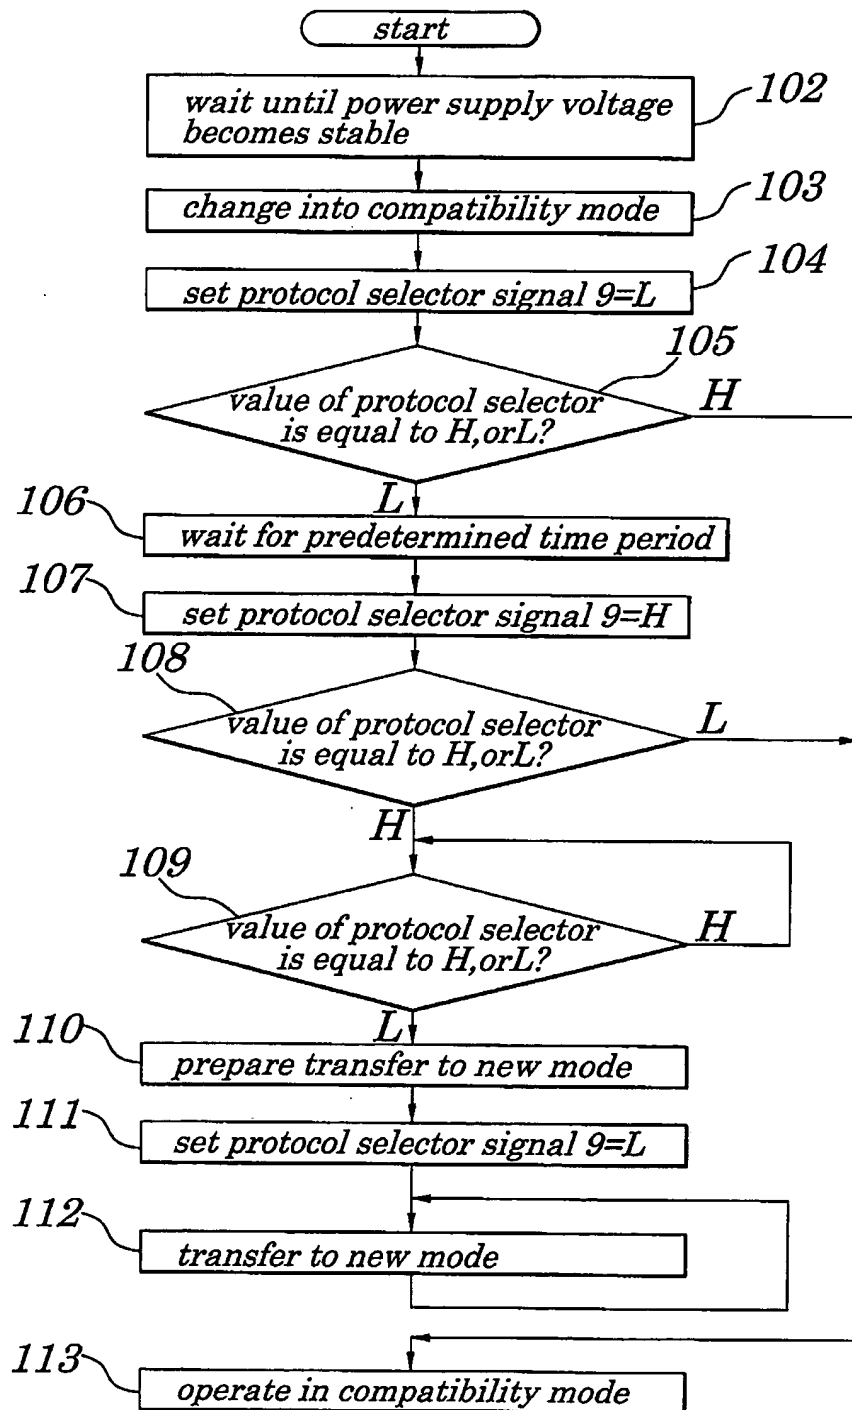 start
wait until power supply voltage
becomes stable
102
change into compatibility mode
103
set protocol selector signal 9=L
104
105
value of protocol selector
is equal to H,orL?
H
L
106
wait for predetermined time period
107
set protocol selector signal 9=H
108
value of protocol selector
is equal to H,orL?
L
H
109
value of protocol selector
is equal to H,orL?
H
L
110
prepare transfer to new mode
111
set protocol selector signal 9=L
112
transfer to new mode
113
operate in compatibility mode